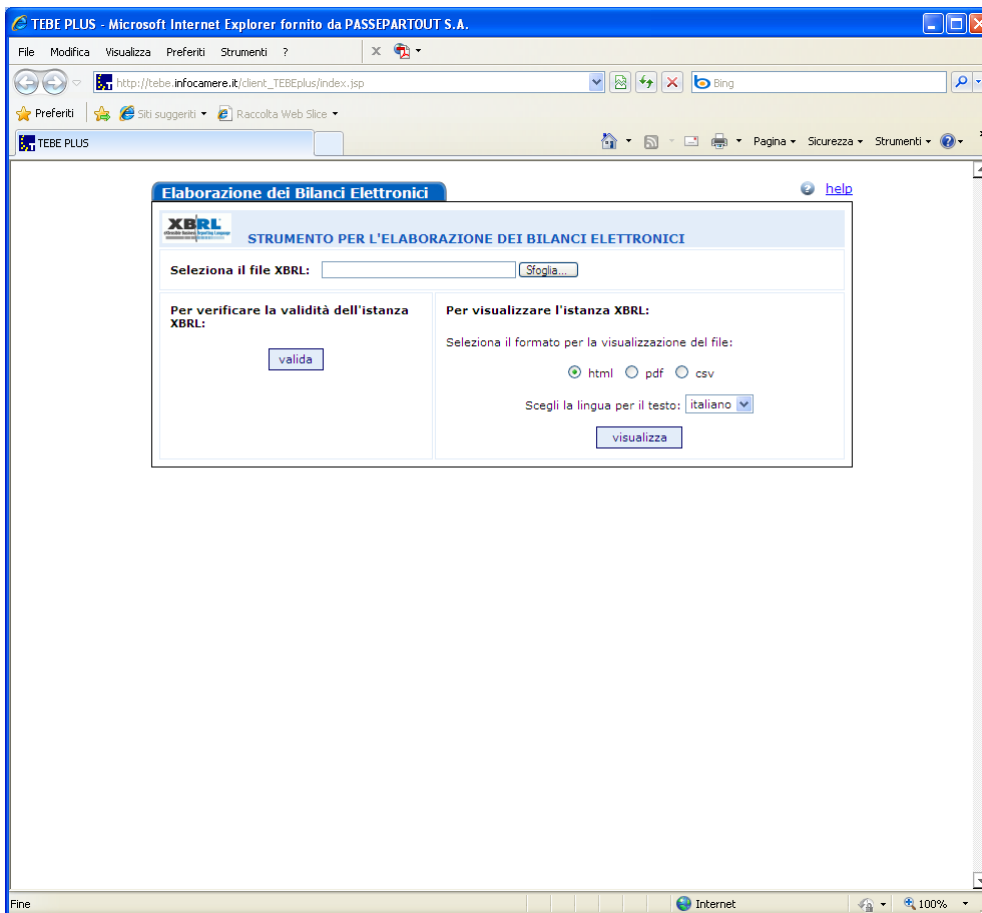 TEBE PLUS - Microsoft Internet Explorer fornito da PASSEPARTOUT S.A.
File Modifica Visualizza Preferiti Strumenti ?
http://tebe.infocamere.it/client_TEBEplus/index.jsp
Bing
Preferiti Siti suggeriti Raccolta Web Slice
TEBE PLUS Pagina Sicurezza Strumenti
Elaborazione dei Bilanci Elettronici help
XBRL
STRUMENTO PER L'ELABORAZIONE DEI BILANCI ELETTRONICI
Seleziona il file XBRL: Sfoglia...
Per verificare la validità dell'istanza
XBRL:
valida
Per visualizzare l'istanza XBRL:
Seleziona il formato per la visualizzazione del file:
html pdf csv
Scegli la lingua per il testo: italiano
visualizza
Fine Internet 100%